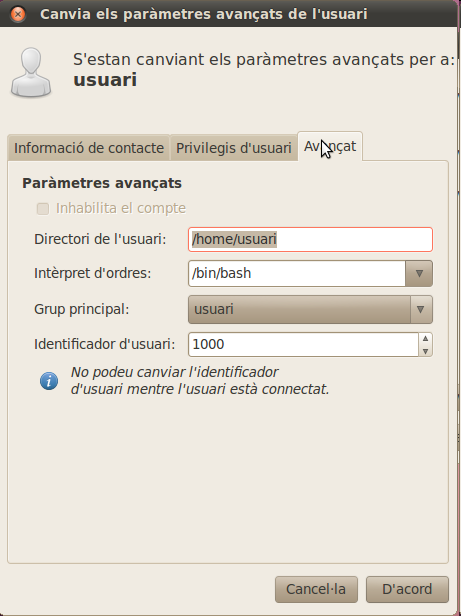 Canvia els paràmetres avançats de l'usuari
S'estan canviant els paràmetres avançats per a:
usuari
Informació de contacte
Privilegis d'usuari
Avançat
Paràmetres avançats
Inhabilita el compte
Directori de l'usuari: /home/usuari
Intèrpret d'ordres: /bin/bash
Grup principal: usuari
Identificador d'usuari: 1000
No podeu canviar l'identificador
d'usuari mentre l'usuari està connectat.
Cancel·la
D'acord